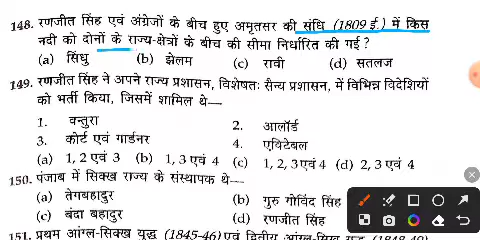 148. रणजीत सिंह एवं अंग्रेजों के बीच हुए अमृतसर की संधि (1809 ई.) में किस
नदी को दोनों के राज्य-क्षेत्रों के बीच की सीमा निर्धारित की गई ?
(a) सिंधु (b) झेलम (c) रावी (d) सतलज
149. रणजीत सिंह ने अपने राज्य प्रशासन, विशेषतः सैन्य प्रशासन, में विभिन्न विदेशियों
को भर्ती किया, जिसमें शामिल थे—
1. वन्तुरा 2. आलॉर्ड
3. कोर्ट एवं गार्डनर 4. एविटेबल
(a) 1, 2 एवं 3 (b) 1, 3 एवं 4 (c) 1, 2, 3 एवं 4 (d) 2, 3 एवं 4
150. पंजाब में सिक्ख राज्य के संस्थापक थे—
(a) तेगबहादुर (b) गुरु गोविंद सिंह
(c) बंदा बहादुर (d) रणजीत सिंह
151. प्रथम आंग्ल-सिक्ख युद्ध (1845-46) एवं द्वितीय आंग्ल-सिख युद्ध